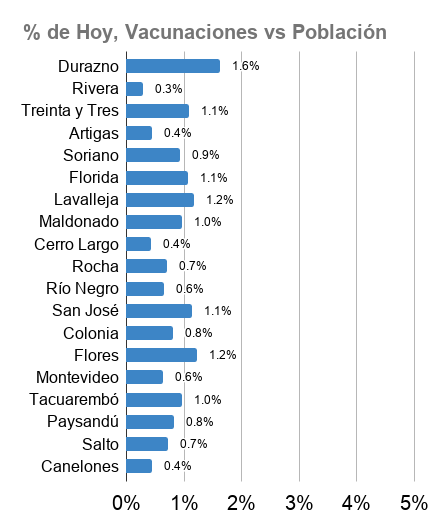 % de Hoy, Vacunaciones vs Población
Durazno 1.6%
Rivera 0.3%
Treinta y Tres 1.1%
Artigas 0.4%
Soriano 0.9%
Florida 1.1%
Lavalleja 1.2%
Maldonado 1.0%
Cerro Largo 0.4%
Rocha 0.7%
Río Negro 0.6%
San José 1.1%
Colonia 0.8%
Flores 1.2%
Montevideo 0.6%
Tacuarembó 1.0%
Paysandú 0.8%
Salto 0.7%
Canelones 0.4%
0% 1% 2% 3% 4% 5%